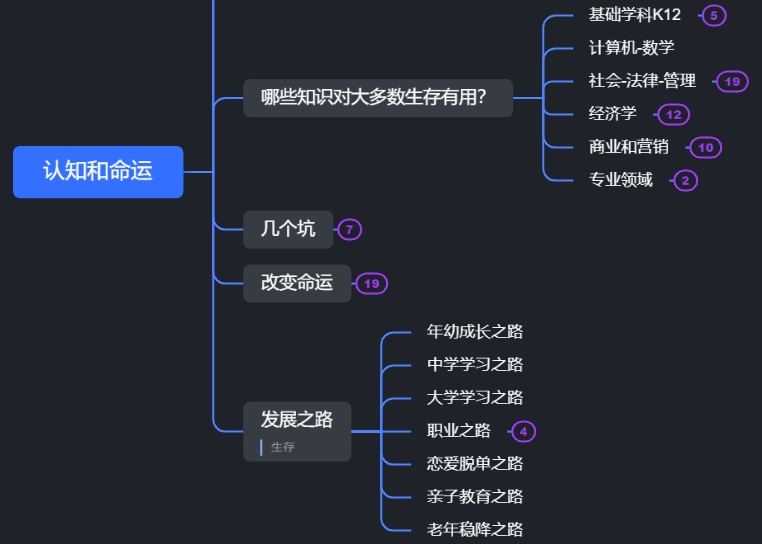 认知和命运
哪些知识对大多数生存有用?
基础学科K12
5
计算机-数学
社会-法律-管理
19
经济学
12
商业和营销
10
专业领域
2
几个坑
7
改变命运
19
发展之路
生存
年幼成长之路
中学学习之路
大学学习之路
职业之路
4
恋爱脱单之路
亲子教育之路
老年稳降之路